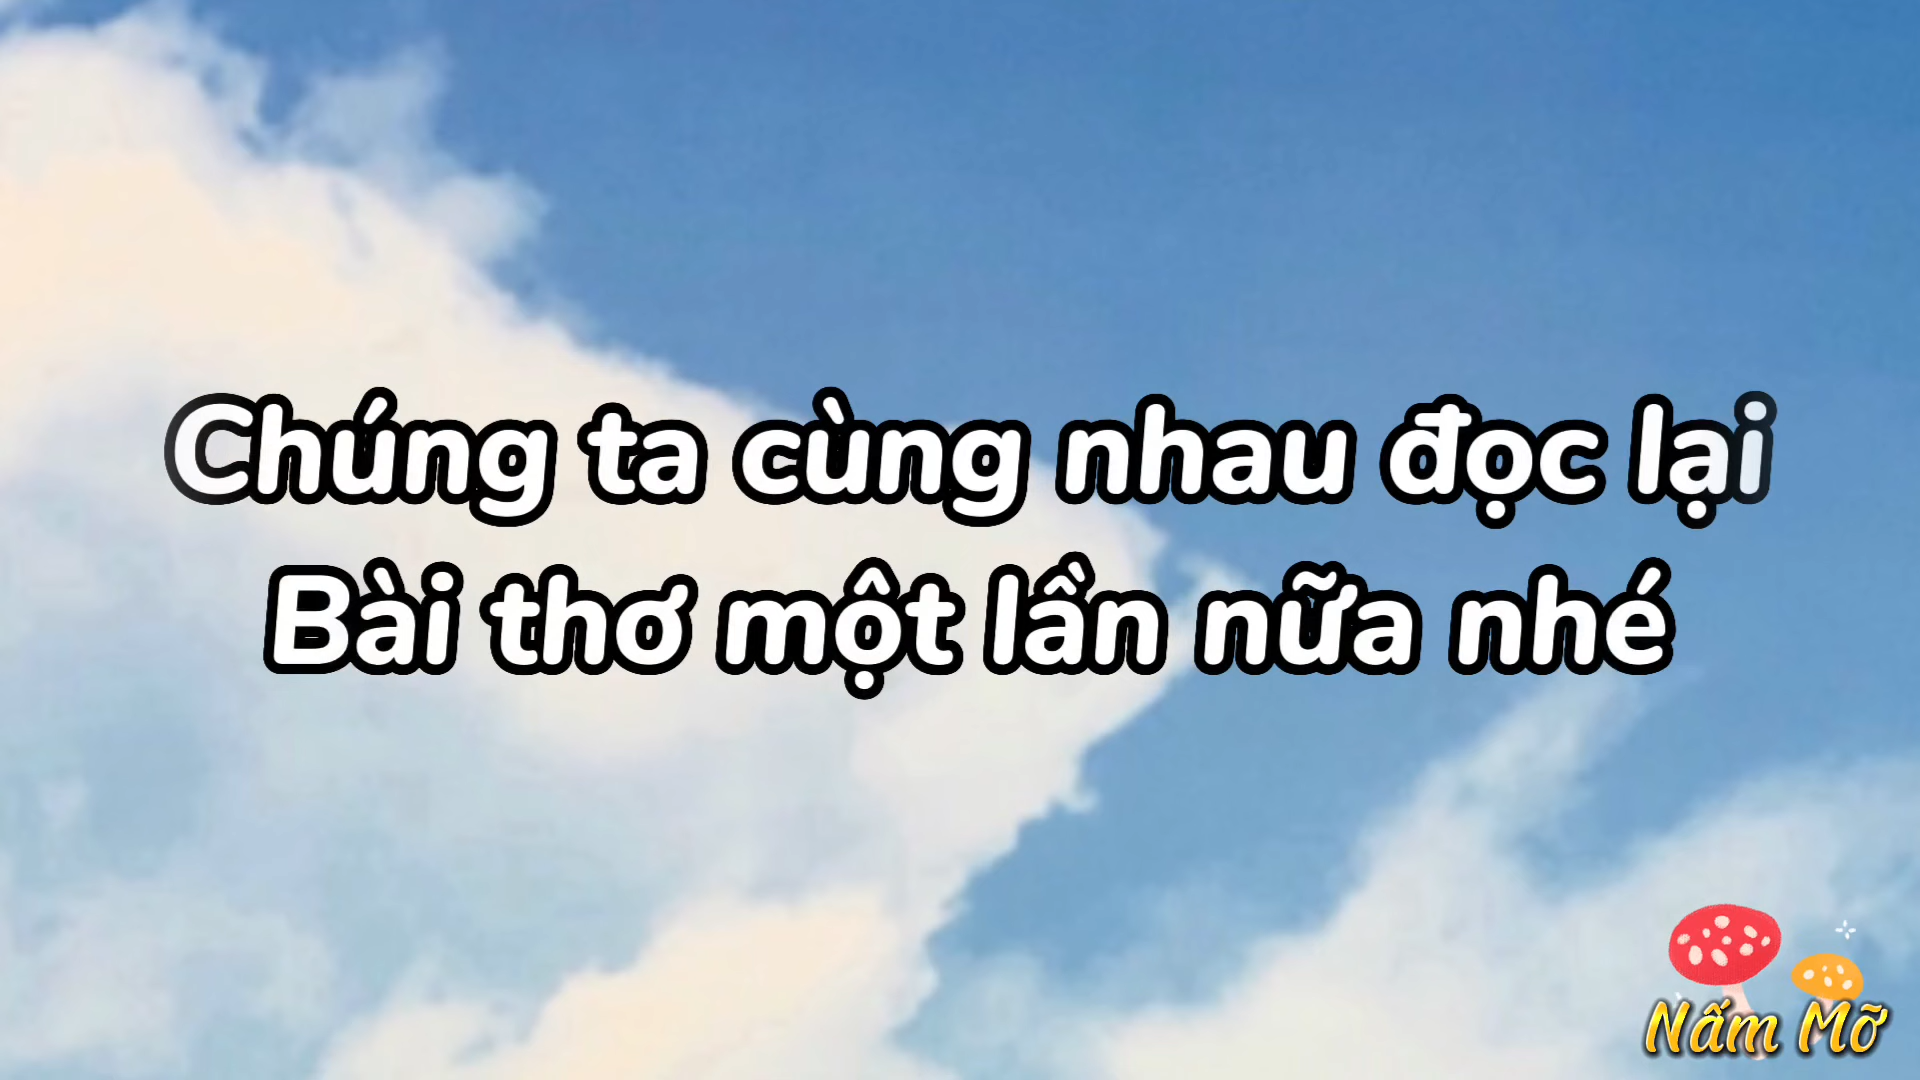 Chúng ta cùng nhau đọc lại
Bài thơ một lần nữa nhé
Nấm Mỡ